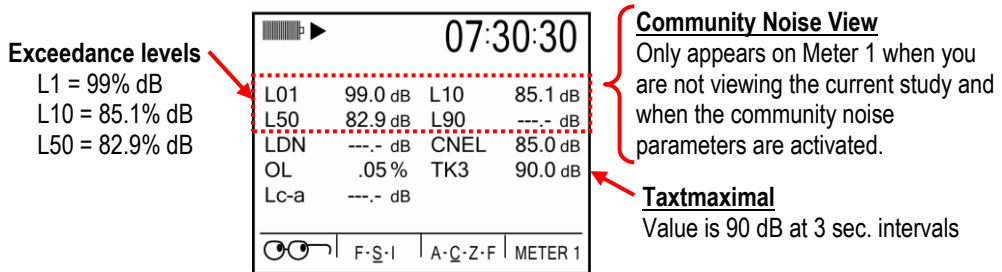 Exceedance levels
L1 = 99% dB
L10 = 85.1% dB
L50 = 82.9% dB
07:30:30
L01 99.0 dB L10 85.1 dB
L50 82.9 dB L90 ---.- dB
LDN ---.- dB CNEL 85.0 dB
OL .05% TK3 90.0 dB
Lc-a ---.- dB
F-S-I A-C-Z-F METER 1
Community Noise View
Only appears on Meter 1 when you
are not viewing the current study and
when the community noise
parameters are activated.
Taxtmaximal
Value is 90 dB at 3 sec. intervals